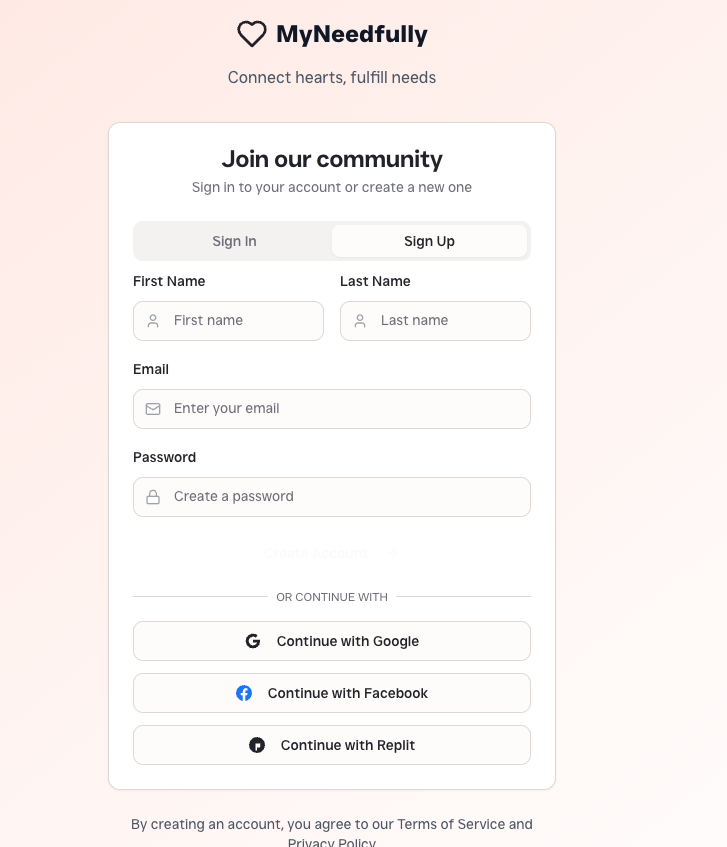 MyNeedfully
Connect hearts, fulfill needs
Join our community
Sign in to your account or create a new one
Sign In
Sign Up
First Name
Last Name
First name
Last name
Email
Enter your email
Password
Create a password
Create Account
OR CONTINUE WITH
Continue with Google
Continue with Facebook
Continue with Replit
By creating an account, you agree to our Terms of Service and
Privacy Policy